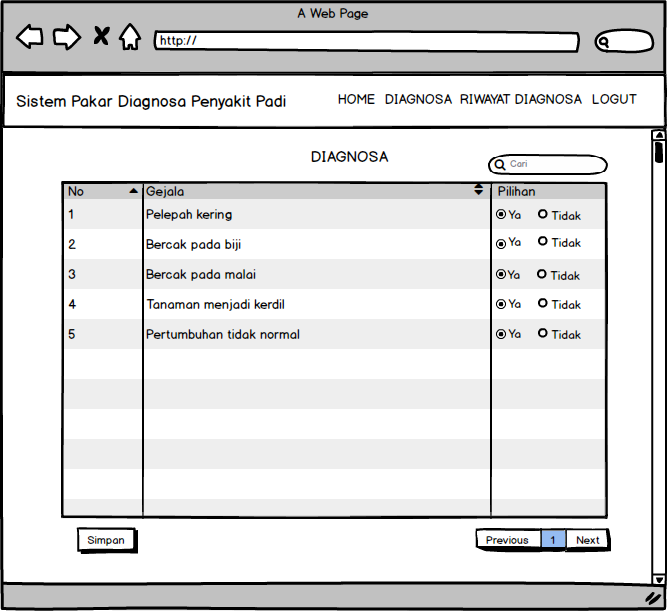 A Web Page
http://
Sistem Pakar Diagnosa Penyakit Padi HOME DIAGNOSA RIWAYAT DIAGNOSA LOGUT
DIAGNOSA
Cari
No Gejala Pilihan
1 Pelepah kering Ya Tidak
2 Bercak pada biji Ya Tidak
3 Bercak pada malai Ya Tidak
4 Tanaman menjadi kerdil Ya Tidak
5 Pertumbuhan tidak normal Ya Tidak
Simpan Previous 1 Next